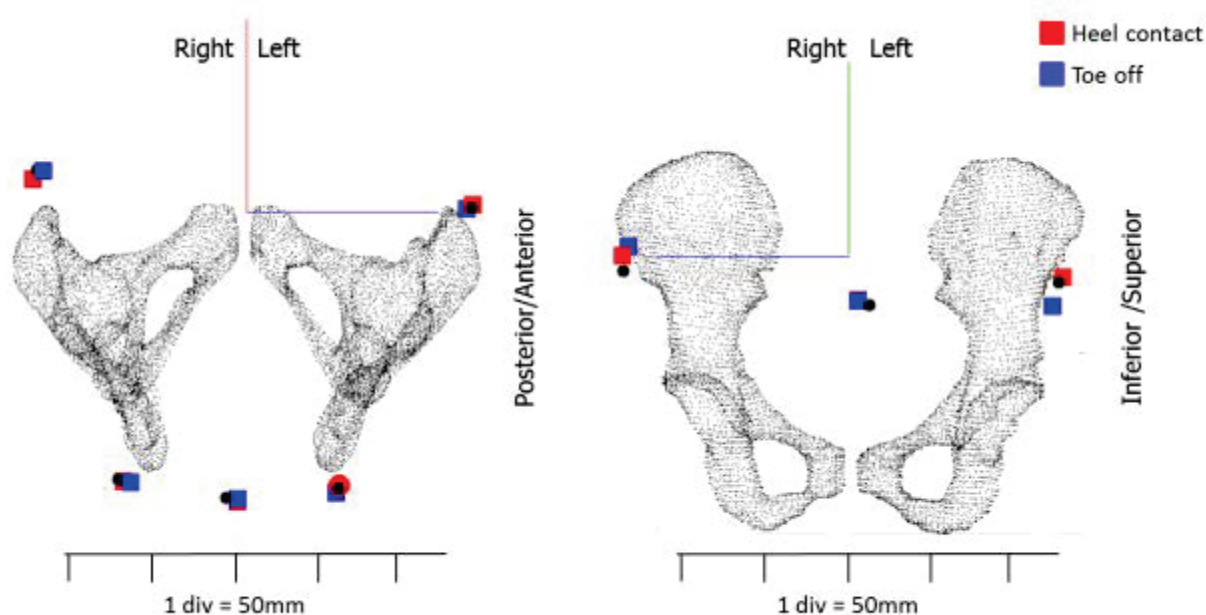 Right Left
Right Left
Heel contact
Toe off
Posterior/Anterior
Inferior /Superior
1 div = 50mm
1 div = 50mm